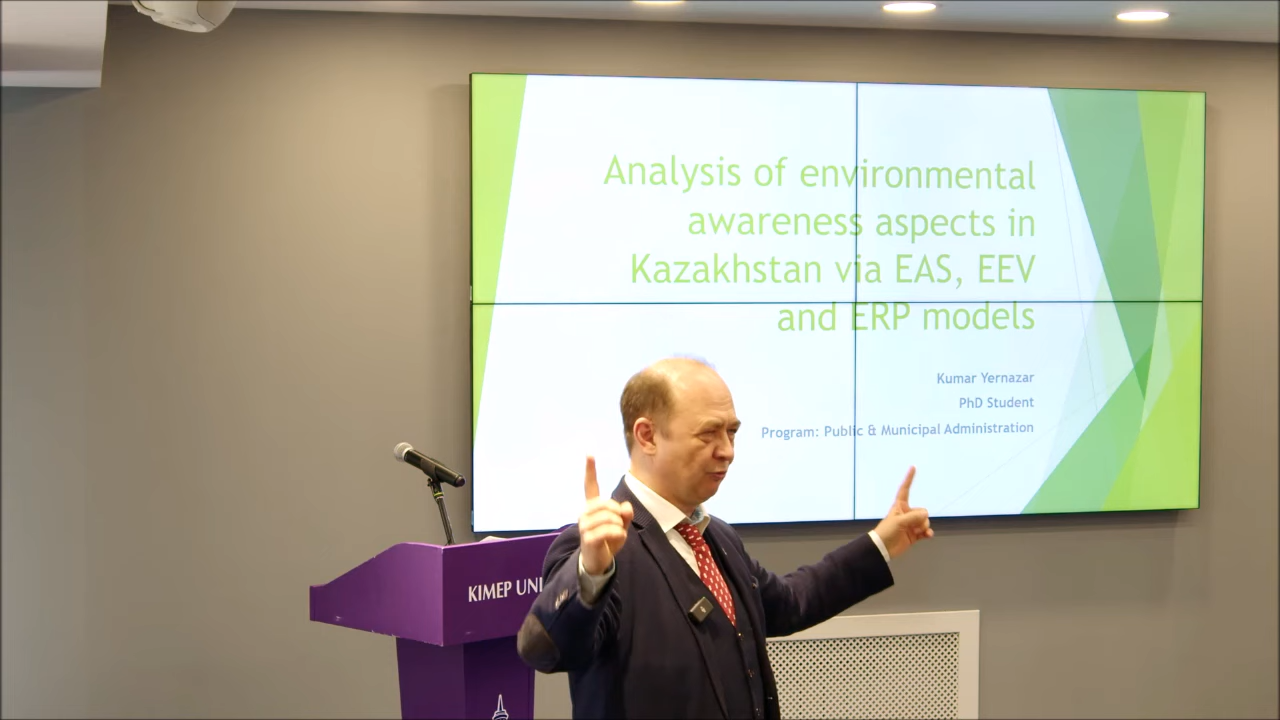 Analysis of environmental
awareness aspects in
Kazakhstan via EAS, EEV
and ERP models
Kumar Yernazar
PhD Student
Program: Public & Municipal Administration
KIMEP